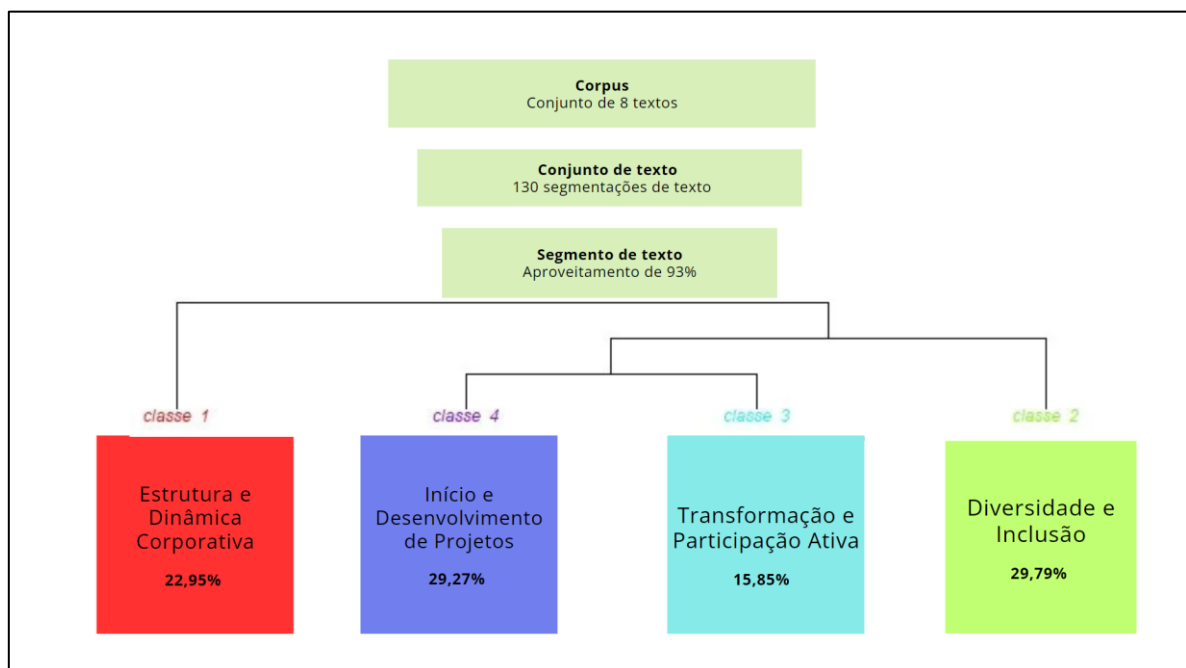 Corpus
Conjunto de 8 textos
Conjunto de texto
130 segmentações de texto
Segmento de texto
Aproveitamento de 93%
classe 1
classe 4
classe 3
classe 2
Estrutura e
Dinâmica
Corporativa
22,95%
Início e
Desenvolvimento
de Projetos
29,27%
Transformação e
Participação Ativa
15,85%
Diversidade e
Inclusão
29,79%